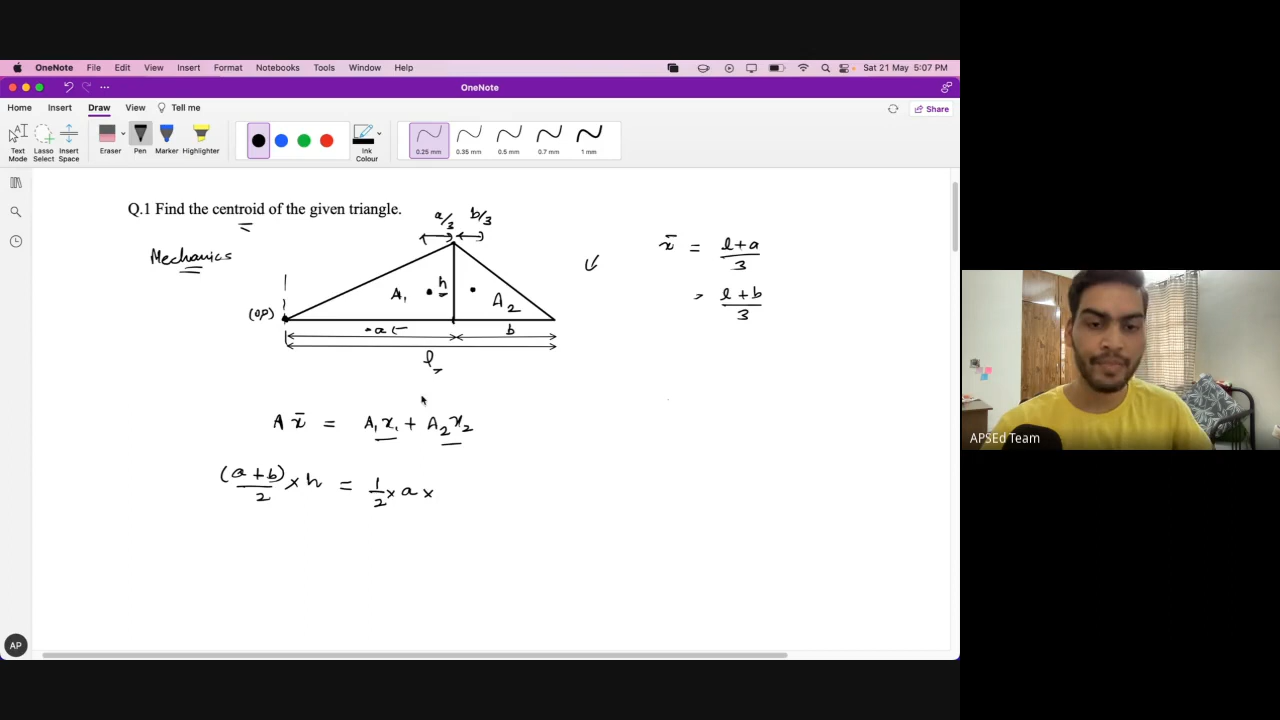 OneNote File Edit View Insert Format Notebooks Tools Window Help Sat 21 May 5:07 PM
OneNote
Home Insert Draw View Tell me Share
Text Mode Lasso Select Insert Space Eraser Pen Marker Highlighter Ink Colour 0.25 mm 0.35 mm 0.5 mm 0.7 mm 1 mm
Q.1 Find the centroid of the given triangle.
Mechanics
a/3 b/3
A₁ h A₂
(0,0)
a b
l
x̄ = l+a/3
= l+b/3
A x̄ = A₁x₁ + A₂x₂
(a+b)/2 × h = 1/2 × a ×
AP
APSEd Team